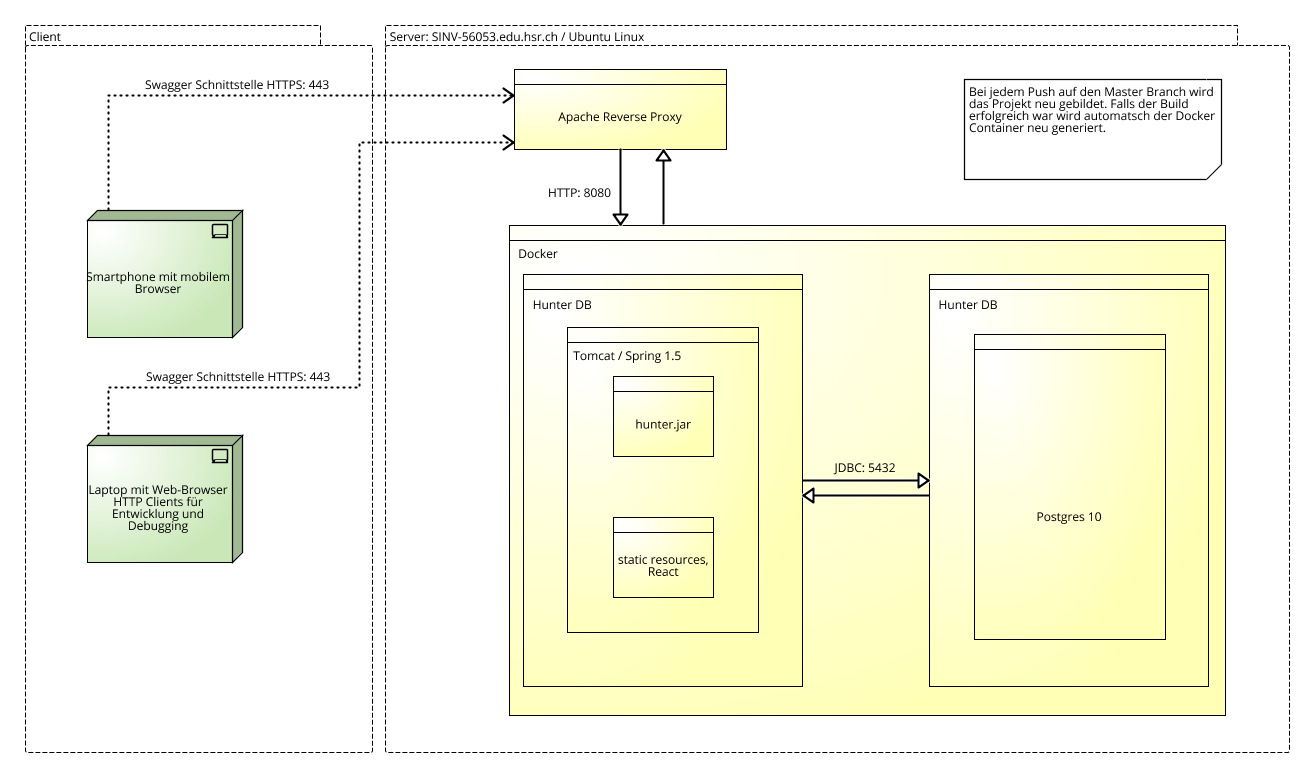 Client
Server: SINV-56053.edu.hsr.ch / Ubuntu Linux
Swagger Schnittstelle HTTPS: 443
Apache Reverse Proxy
Bei jedem Push auf den Master Branch wird
das Projekt neu gebildet. Falls der Build
erfolgreich war wird automatsch der Docker
Container neu generiert.
HTTP: 8080
Smartphone mit mobilem
Browser
Swagger Schnittstelle HTTPS: 443
Laptop mit Web-Browser
HTTP Clients für
Entwicklung und
Debugging
Docker
Hunter DB
Tomcat / Spring 1.5
hunter.jar
static resources,
React
JDBC: 5432
Hunter DB
Postgres 10